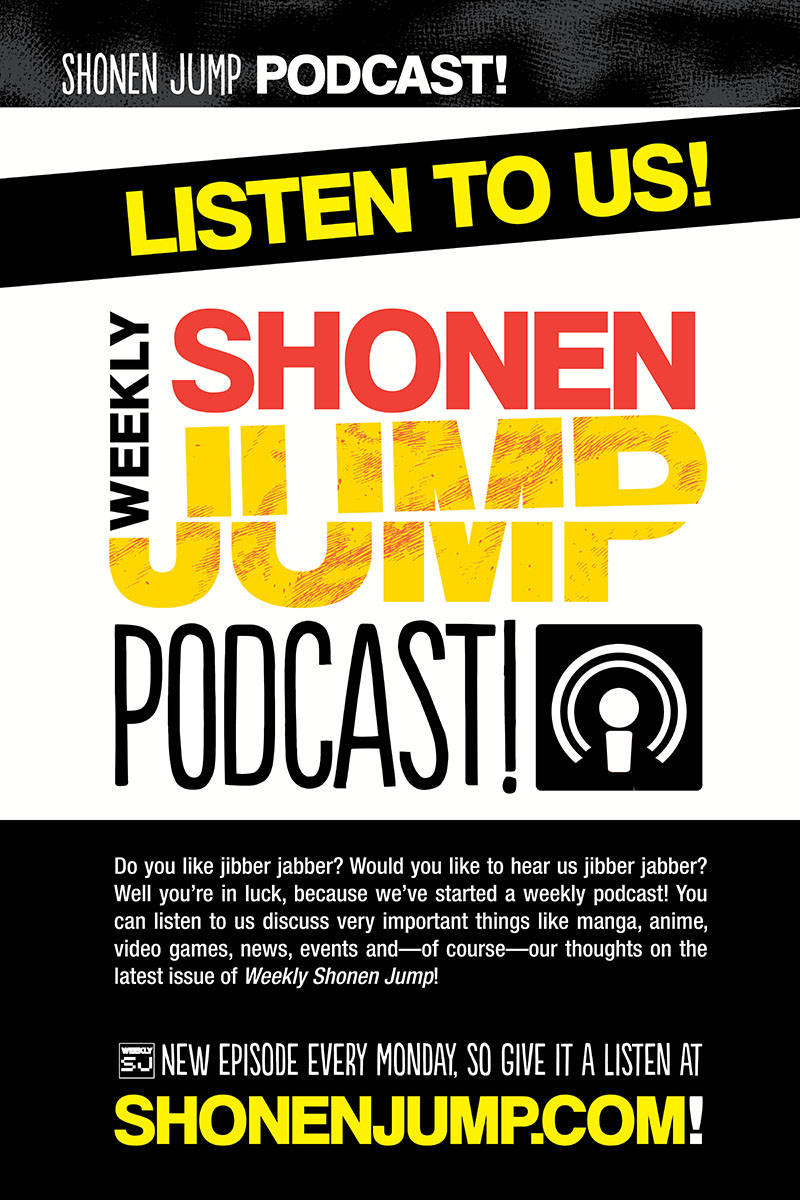 SHONEN JUMP PODCAST!
LISTEN TO US!
WEEKLY
SHONEN
JUMP
PODCAST!
Do you like jibber jabber? Would you like to hear us jibber jabber?
Well you’re in luck, because we’ve started a weekly podcast! You
can listen to us discuss very important things like manga, anime,
video games, news, events and—of course—our thoughts on the
latest issue of Weekly Shonen Jump!
WEEKLY
SJ
NEW EPISODE EVERY MONDAY, SO GIVE IT A LISTEN AT
SHONENJUMP.COM!